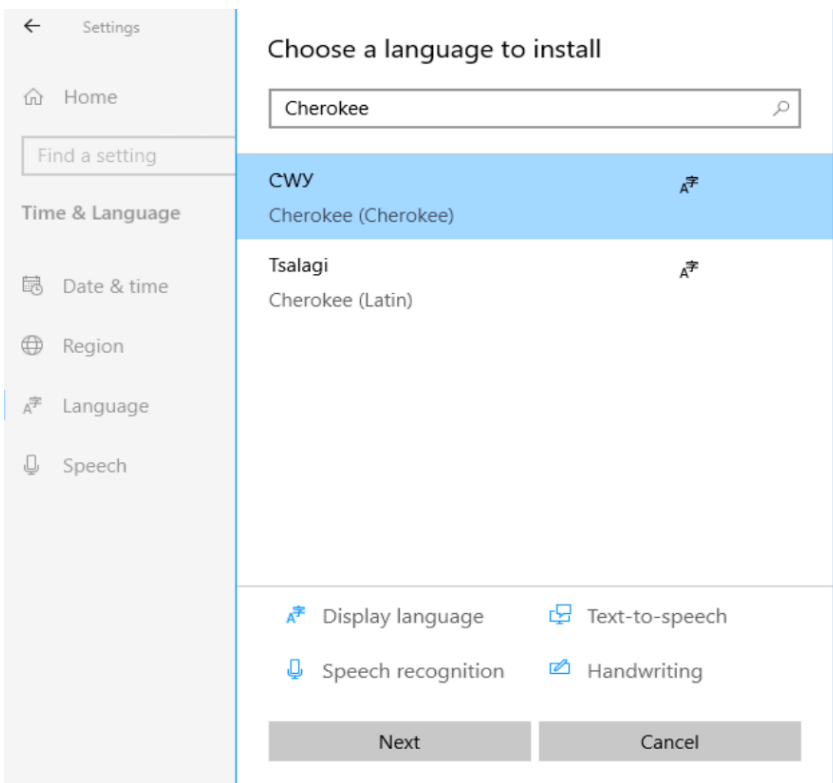 Settings
Home
Find a setting
Time & Language
Date & time
Region
Language
Speech
Choose a language to install
Cherokee
ᏣᎳᎩ
Cherokee (Cherokee)
Tsalagi
Cherokee (Latin)
Display language
Text-to-speech
Speech recognition
Handwriting
Next
Cancel